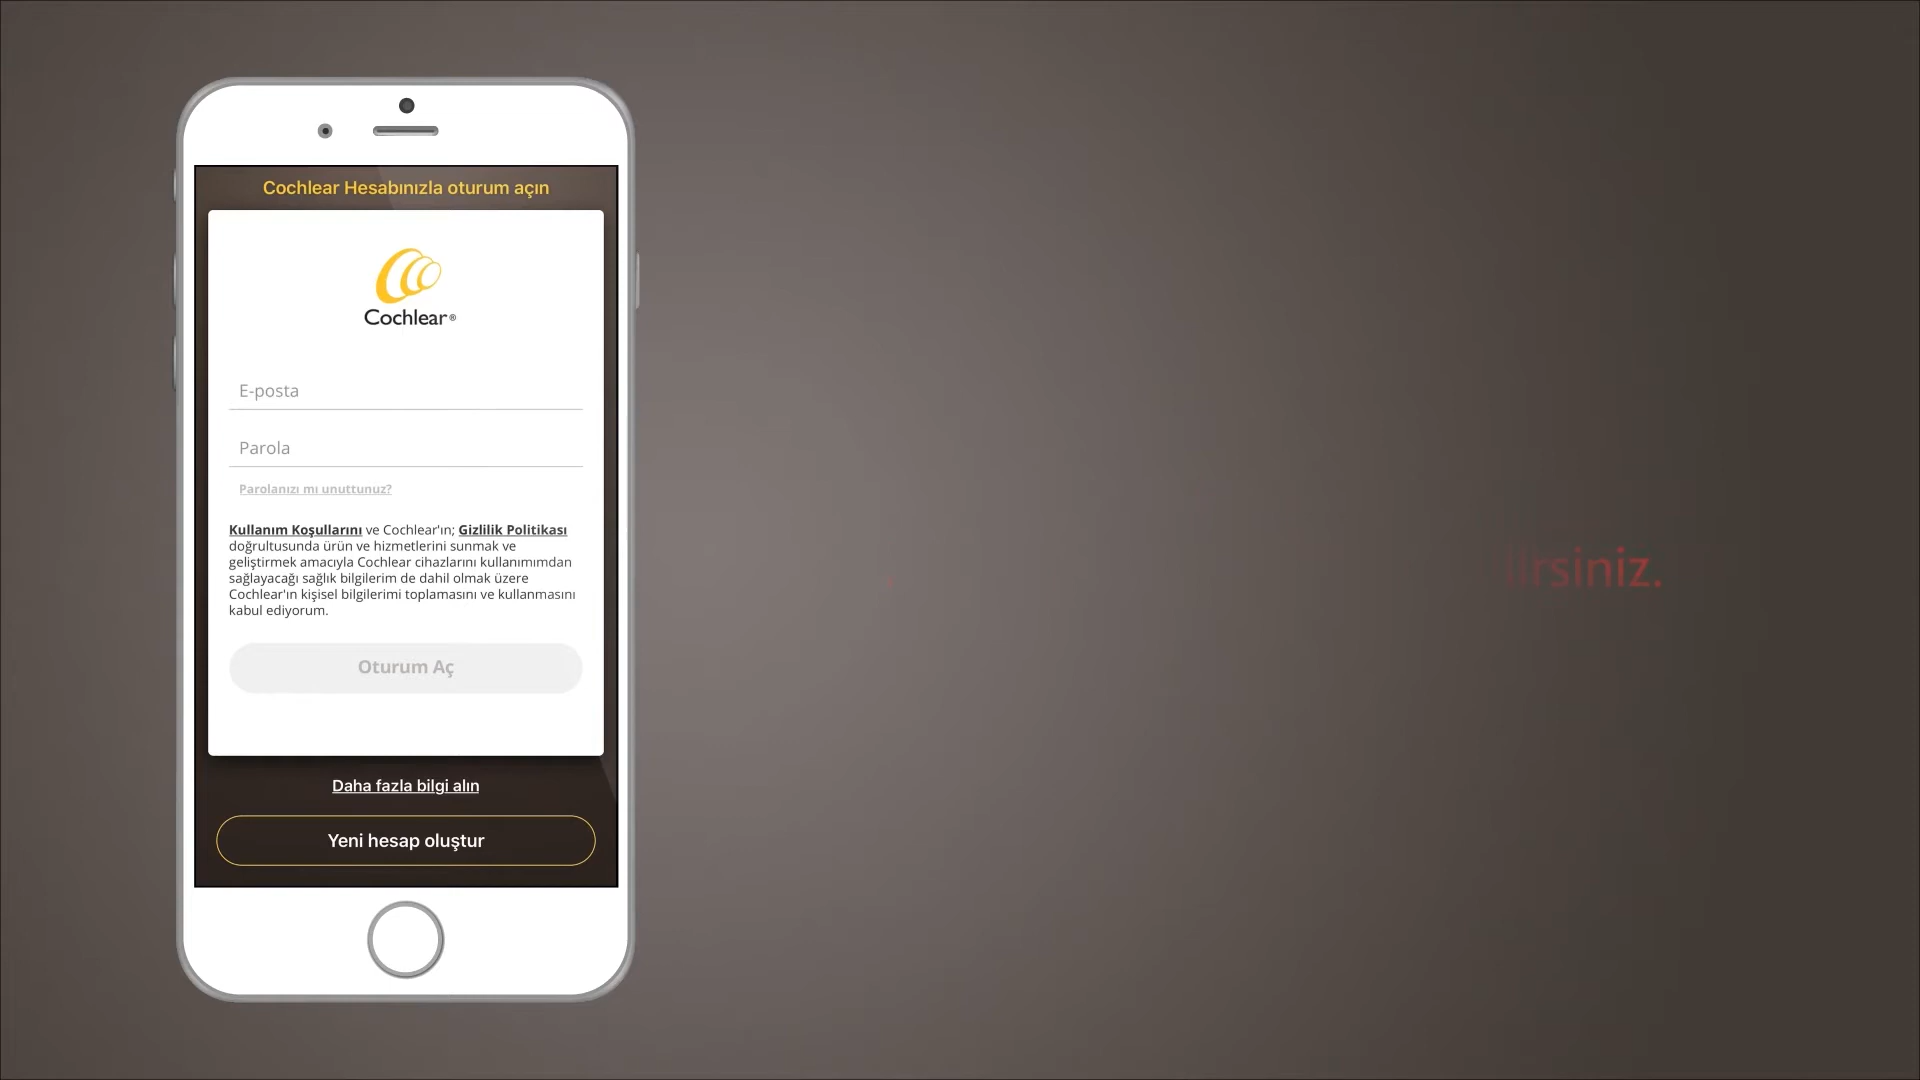 Cochlear Hesabınızla oturum açın
Cochlear®
E-posta
Parola
Parolanızı mı unuttunuz?
Kullanım Koşullarını ve Cochlear'ın; Gizlilik Politikası
doğrultusunda ürün ve hizmetlerini sunmak ve
geliştirmek amacıyla Cochlear cihazlarını kullanımımdan
sağlayacağı sağlık bilgilerim de dahil olmak üzere
Cochlear'ın kişisel bilgilerimi toplamasını ve kullanmasını
kabul ediyorum.
Oturum Aç
Daha fazla bilgi alın
Yeni hesap oluştur